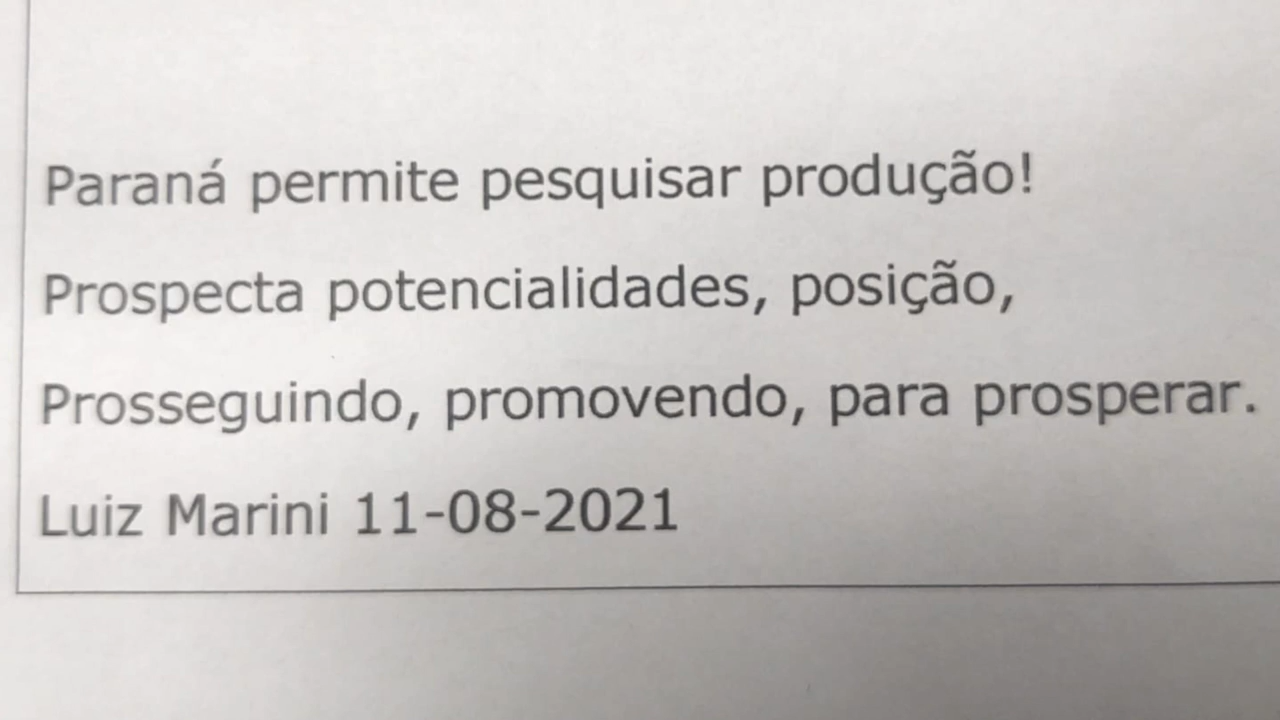 Paraná permite pesquisar produção!
Prospecta potencialidades, posição,
Prosseguindo, promovendo, para prosperar.
Luiz Marini 11-08-2021